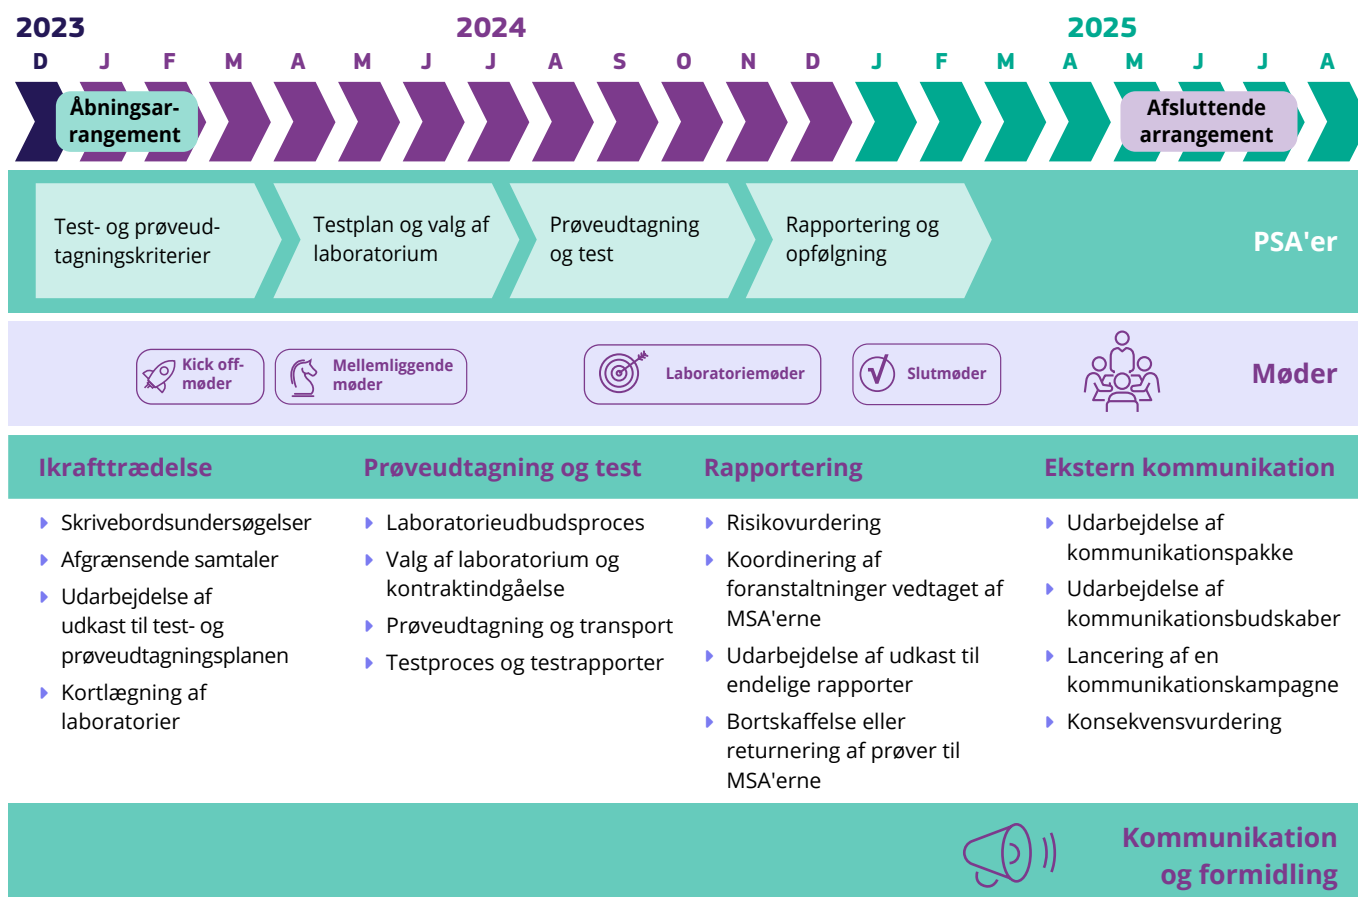 2023
2024
2025
D J F M A M J J A S O N D J F M A M J J A
Åbningsar-
rangement
Afsluttende
arrangement
Test- og prøveud-
tagningskriterier
Testplan og valg af
laboratorium
Prøveudtagning
og test
Rapportering og
opfølgning
PSA'er
Kick off-
møder
Mellemliggende
møder
Laboratoriemøder
Slutmøder
Møder
Ikrafttrædelse
Skrivebordsundersøgelser
Afgrænsende samtaler
Udarbejdelse af
udkast til test- og
prøveudtagningsplanen
Kortlægning af
laboratorier
Prøveudtagning og test
Laboratorieudbudsproces
Valg af laboratorium og
kontraktindgåelse
Prøveudtagning og transport
Testproces og testrapporter
Rapportering
Risikovurdering
Koordinering af
foranstaltninger vedtaget af
MSA'erne
Udarbejdelse af udkast til
endelige rapporter
Bortskaffelse eller
returnering af prøver til
MSA'erne
Ekstern kommunikation
Udarbejdelse af
kommunikationspakke
Udarbejdelse af
kommunikationsbudskaber
Lancering af en
kommunikationskampagne
Konsekvensvurdering
Kommunikation
og formidling